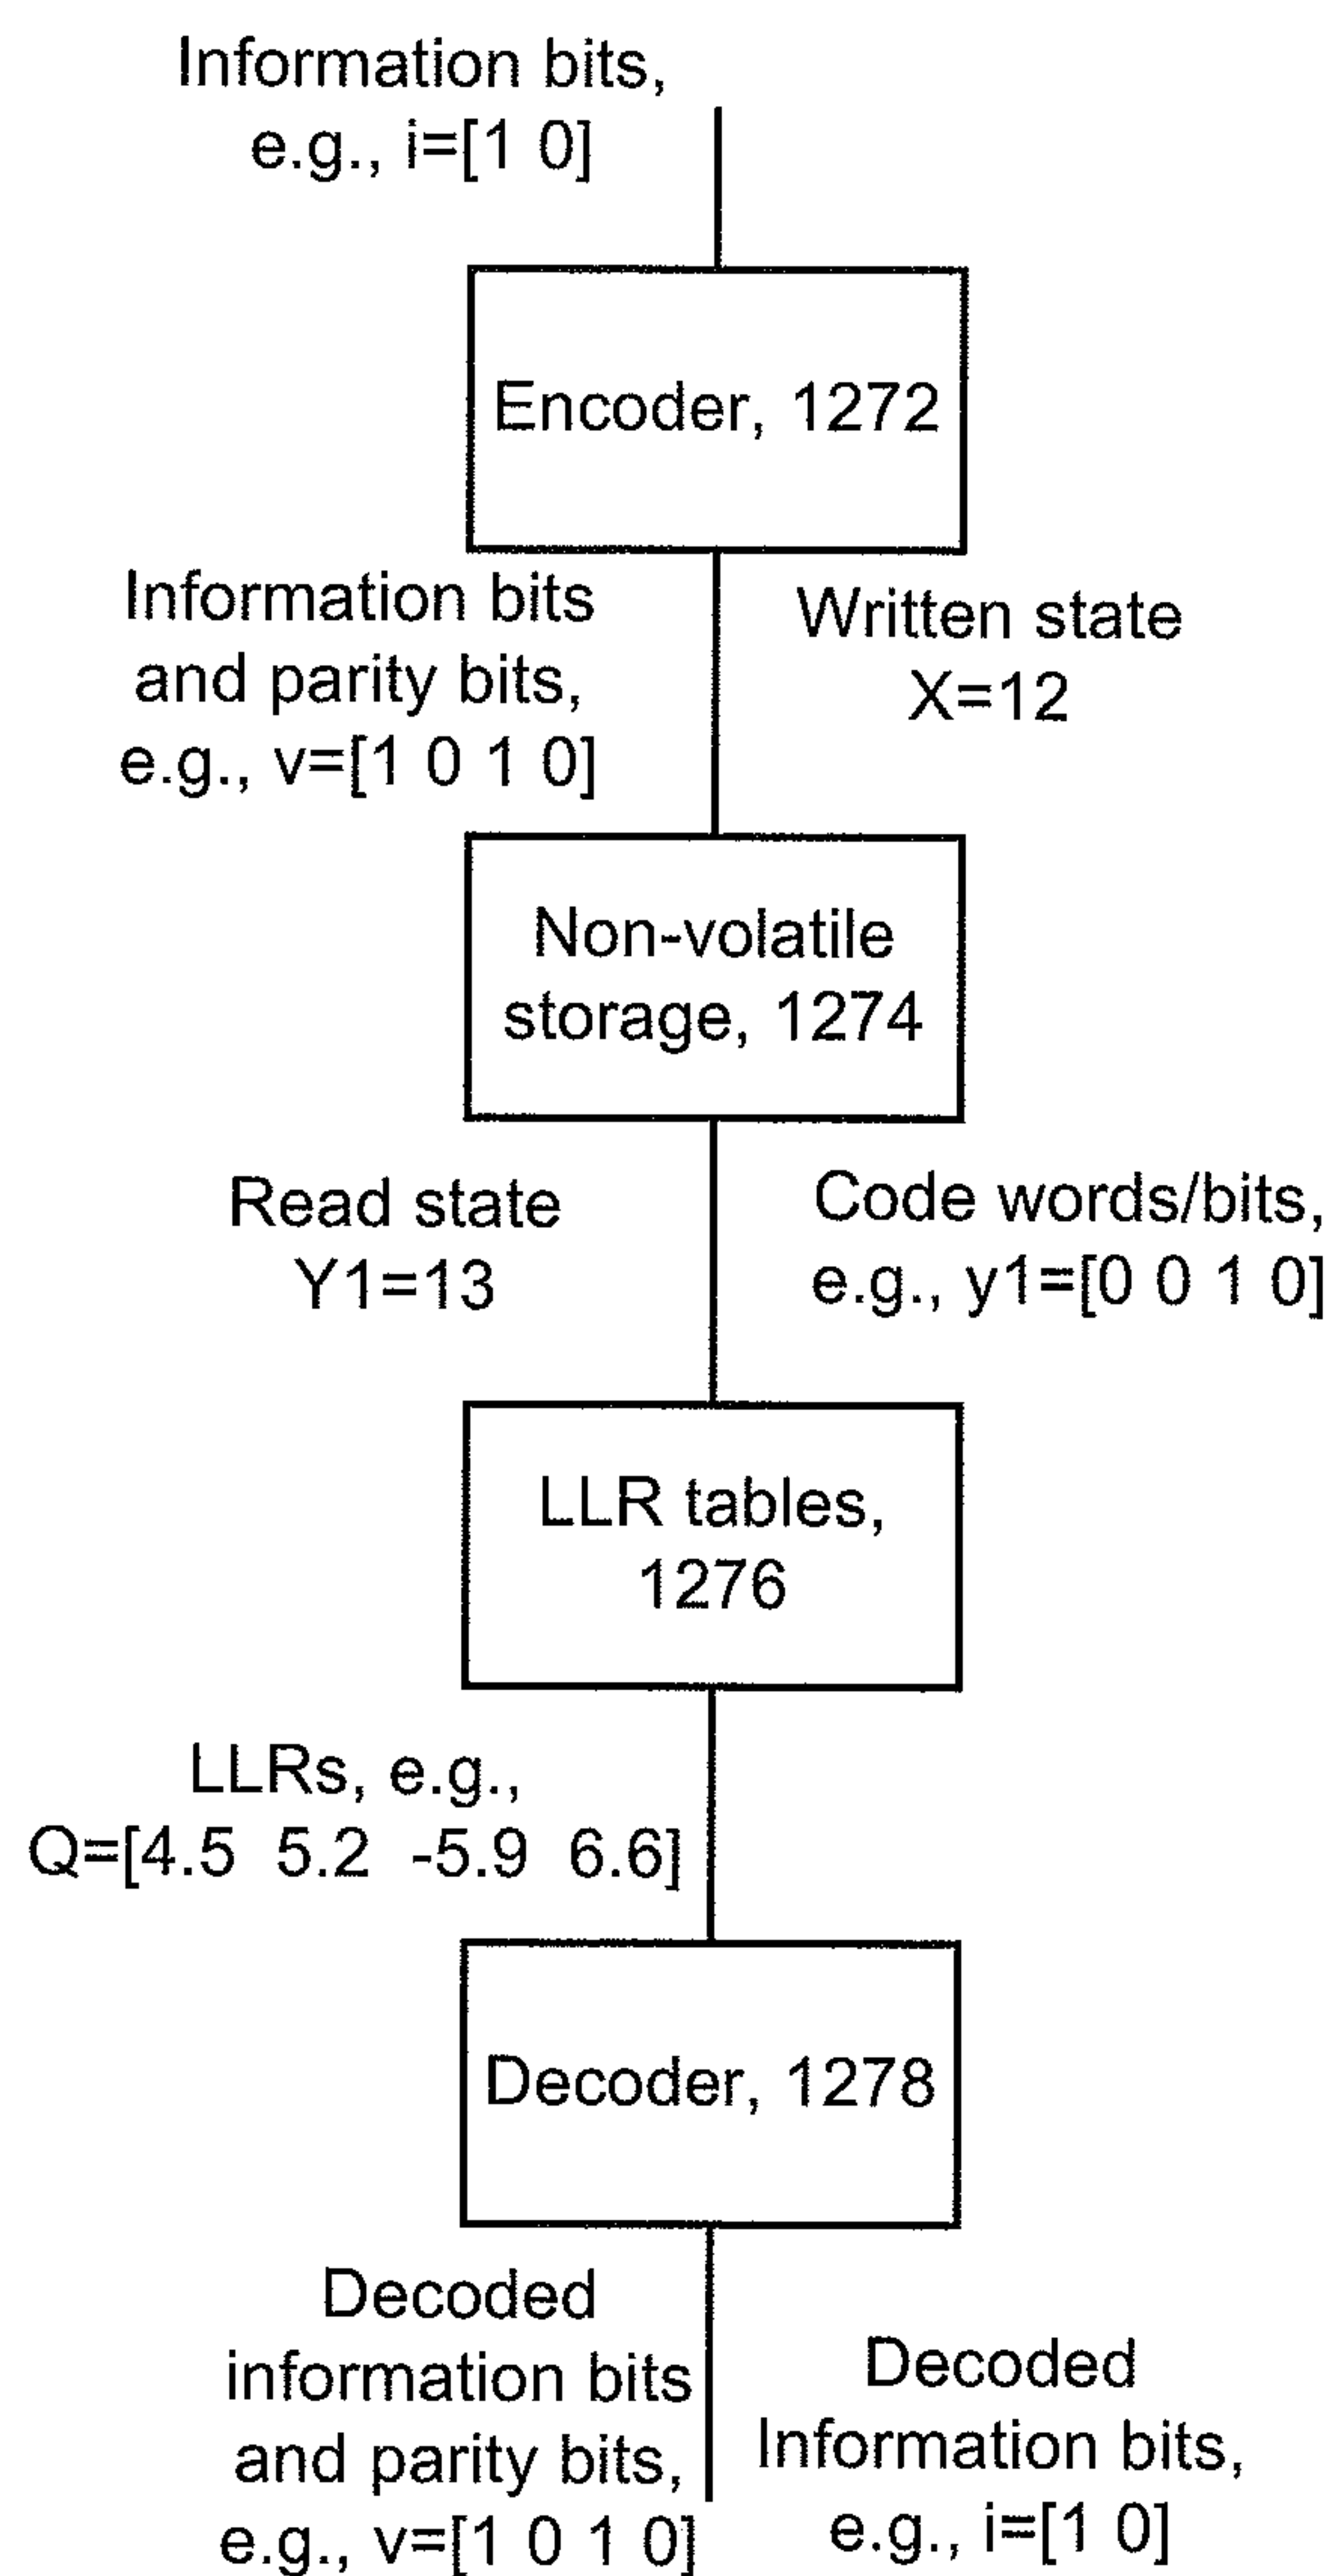 Information bits,
e.g., i=[1 0]
Encoder, 1272
Information bits
and parity bits,
e.g., v=[1 0 1 0]
Written state
X=12
Non-volatile
storage, 1274
Read state
Y1=13
Code words/bits,
e.g., y1=[0 0 1 0]
LLR tables,
1276
LLRs, e.g.,
Q=[4.5 5.2 -5.9 6.6]
Decoder, 1278
Decoded
information bits
and parity bits,
e.g., v=[1 0 1 0]
Decoded
Information bits,
e.g., i=[1 0]